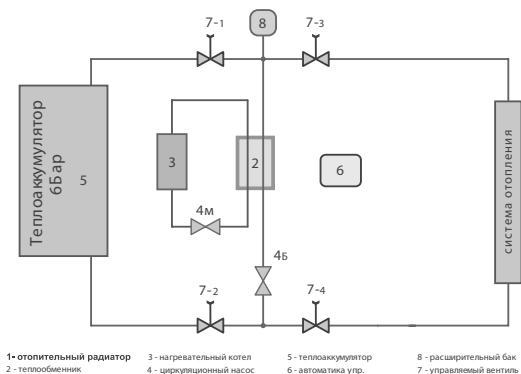 7-1
8
7-3
Теплоаккумулятор
6Бар
5
3
2
6
система отопления
4м
4Б
7-2
7-4
1- отопительный радиатор
3 - нагревательный котел
5 - теплоаккумулятор
8 - расширительный бак
2 - теплообменник
4 - циркуляционный насос
6 - автоматика упр.
7 - управляемый вентиль